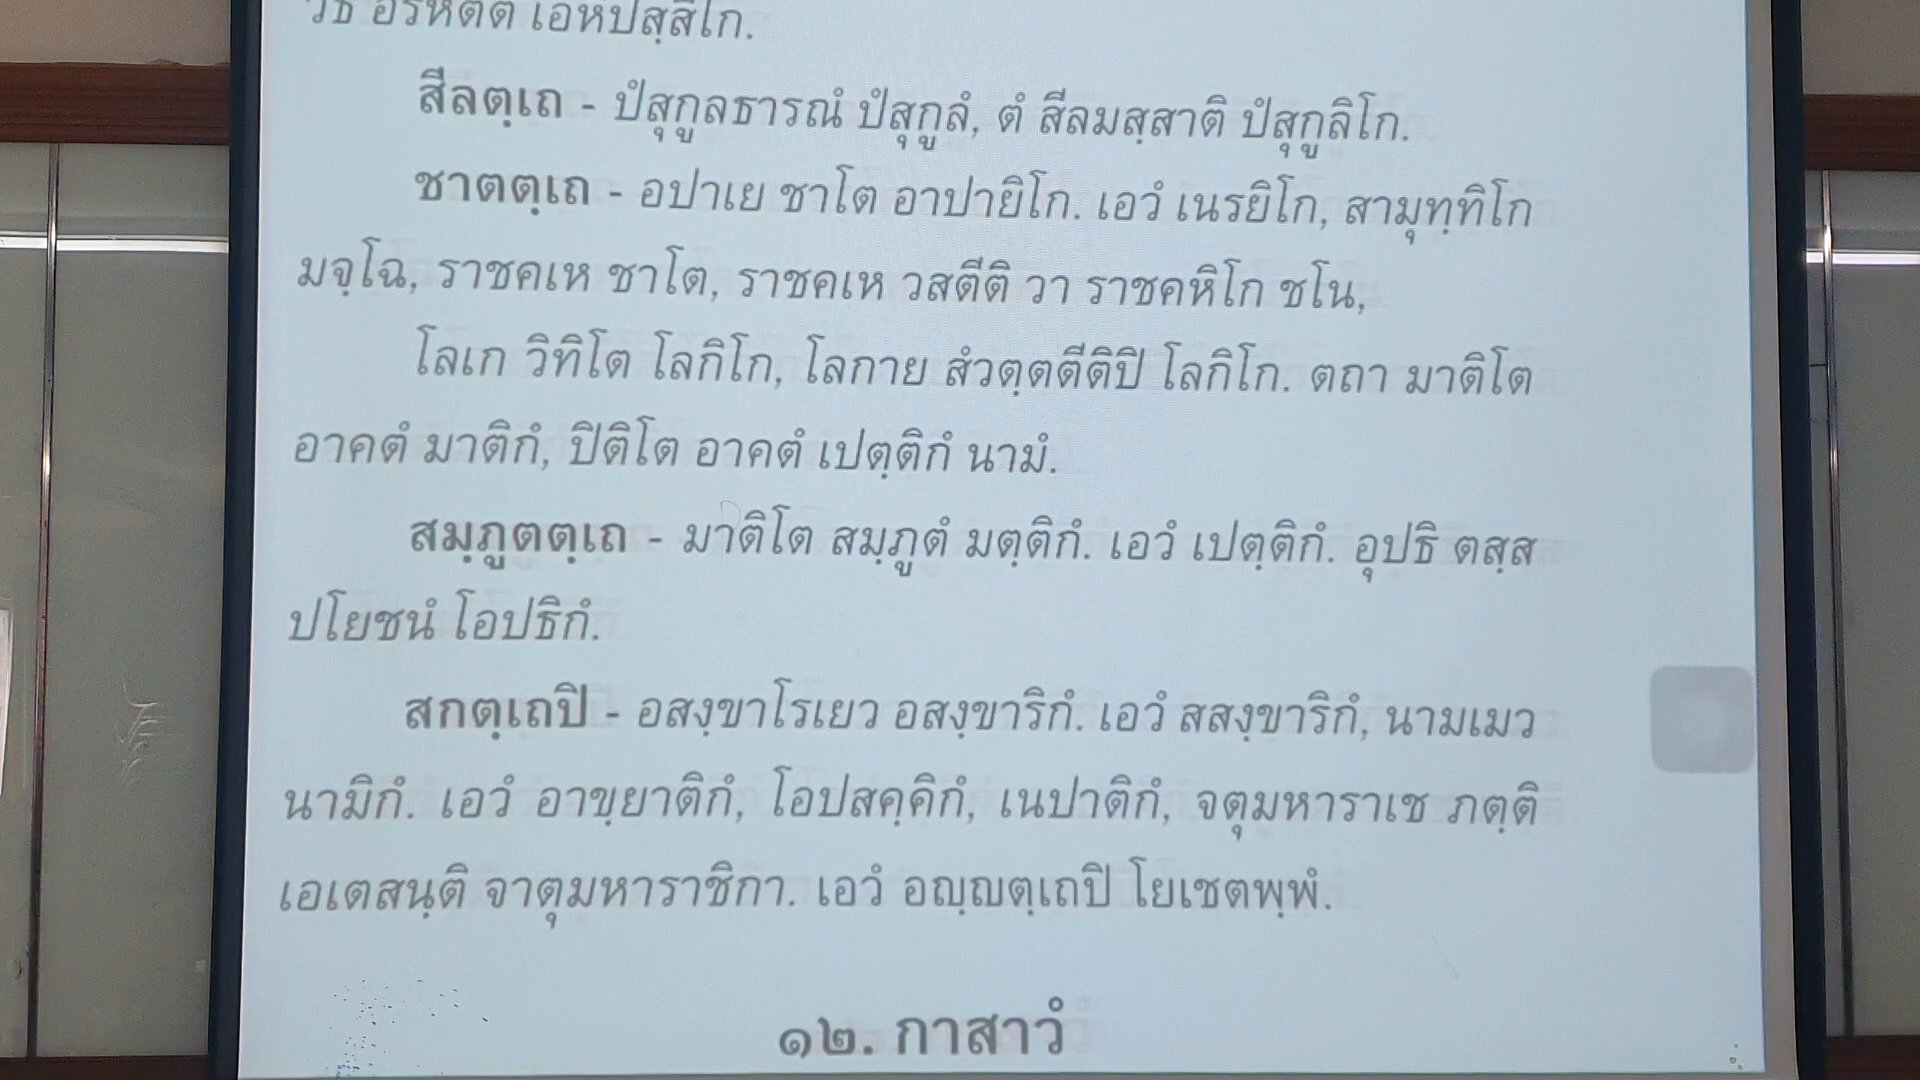 วิธํ อรหตีติ เอหิปสฺสิโก.
สีลตฺเถ - ปํสุกูลธารณํ ปํสุกูลํ, ตํ สีลมสฺสาติ ปํสุกูลิโก.
ชาตตฺเถ - อปาเย ชาโต อาปายิโก. เอวํ เนรยิโก, สามุทฺทิโก
มจฺโฉ, ราชคเห ชาโต, ราชคเห วสตีติ วา ราชคหิโก ชโน,
โลเก วิทิโต โลกิโก, โลกาย สํวตฺตตีติปิ โลกิโก. ตถา มาติโต
อาคตํ มาติกํ, ปิติโต อาคตํ เปตฺติกํ นามํ.
สมฺภูตตฺเถ - มาติโต สมฺภูตํ มตฺติกํ. เอวํ เปตฺติกํ. อุปธิ ตสฺส
ปโยชนํ โอปธิกํ.
สกตฺเถปิ - อสงฺขาโรเยว อสงฺขาริกํ. เอวํ สสงฺขาริกํ, นามเมว
นามิกํ. เอวํ อาขฺยาติกํ, โอปสคฺคิกํ, เนปาติกํ, จตุมหาราเช ภตฺติ
เอเตสนฺติ จาตุมหาราชิกา. เอวํ อญฺญตฺเถปิ โยเชตพฺพํ.
๑๒. กาสาวํ